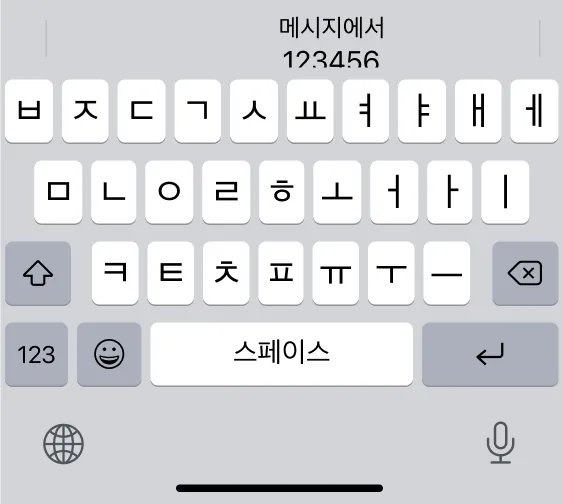 메시지에서
123456
ㅂ ㅈ ㄷ ㄱ ㅅ ㅛ ㅕ ㅑ ㅐ ㅔ
ㅁ ㄴ ㅇ ㄹ ㅎ ㅗ ㅓ ㅏ ㅣ
ㅋ ㅌ ㅊ ㅍ ㅠ ㅜ ㅡ
123 스페이스